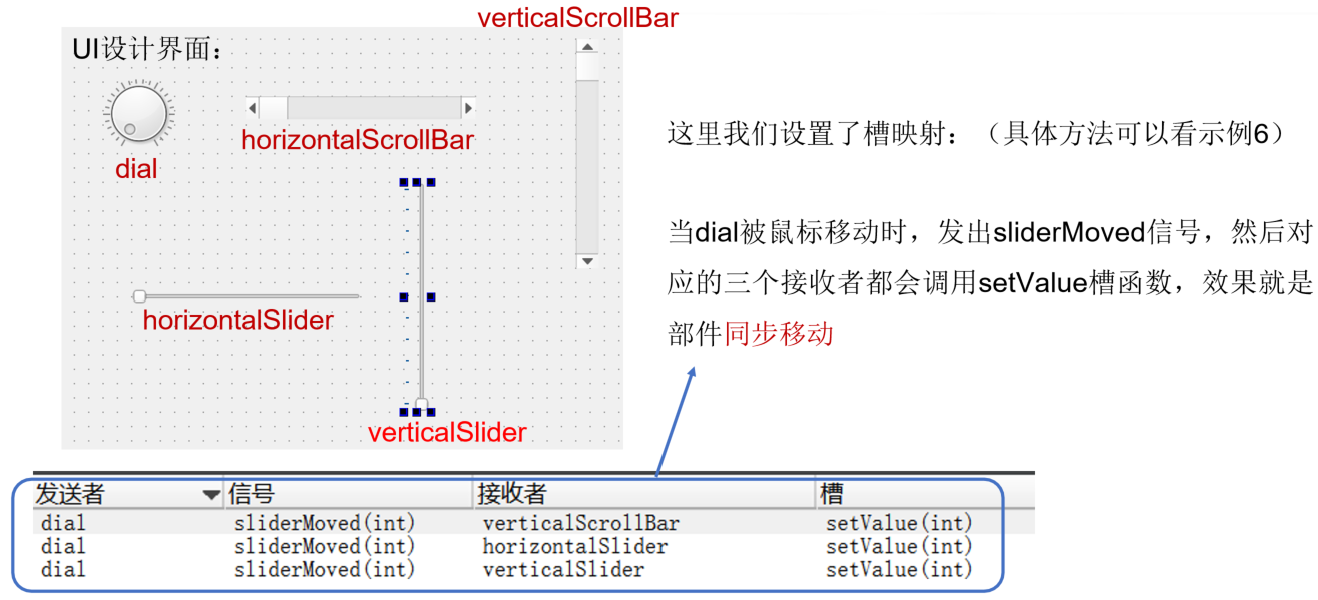 verticalScrollBar
UI设计界面：
horizontalScrollBar
dial
horizontalSlider
verticalSlider
这里我们设置了槽映射：（具体方法可以看示例6）
当dial被鼠标移动时，发出sliderMoved信号，然后对
应的三个接收者都会调用setValue槽函数，效果就是
部件同步移动
发送者 信号 接收者 槽
dial sliderMoved(int) verticalScrollBar setValue(int)
dial sliderMoved(int) horizontalSlider setValue(int)
dial sliderMoved(int) verticalSlider setValue(int)